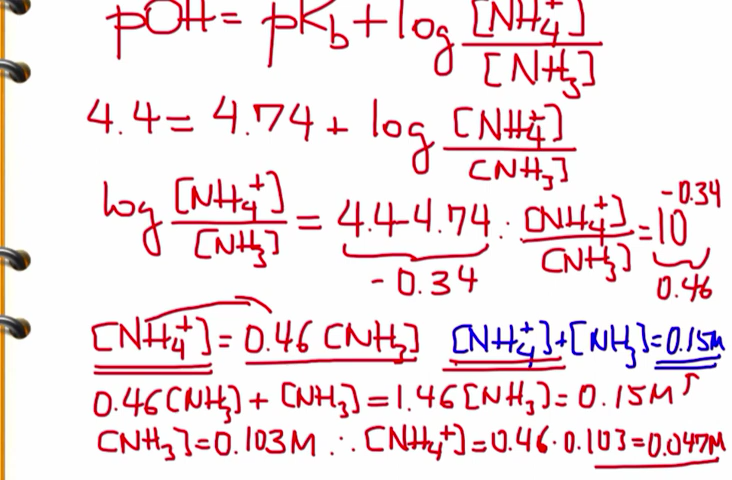 pOH = pKb + log [NH4+]/[NH3]
4.4 = 4.74 + log [NH4+]/[NH3]
log [NH4+]/[NH3] = 4.4-4.74 . [NH4+]/[NH3] = 10^-0.34
-0.34 0.46
[NH4+] = 0.46 [NH3] [NH4+]+[NH3] = 0.15M
0.46[NH3] + [NH3] = 1.46[NH3] = 0.15M
[NH3] = 0.103M ∴ [NH4+] = 0.46·0.103 = 0.047M